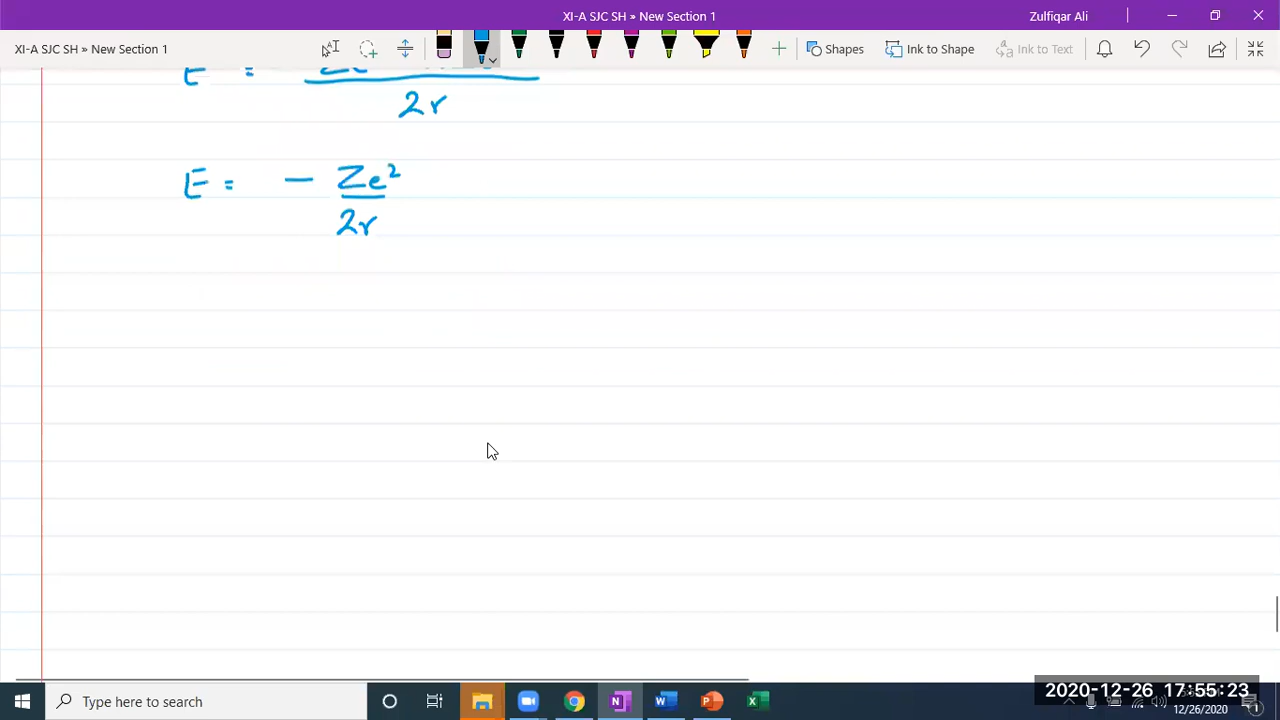 XI-A SJC SH » New Section 1
Zulfiqar Ali
XI-A SJC SH » New Section 1
Shapes
Ink to Shape
Ink to Text
E =
2r
E = - Ze²
2r
Type here to search
2020-12-26 17:55:23
12/26/2020